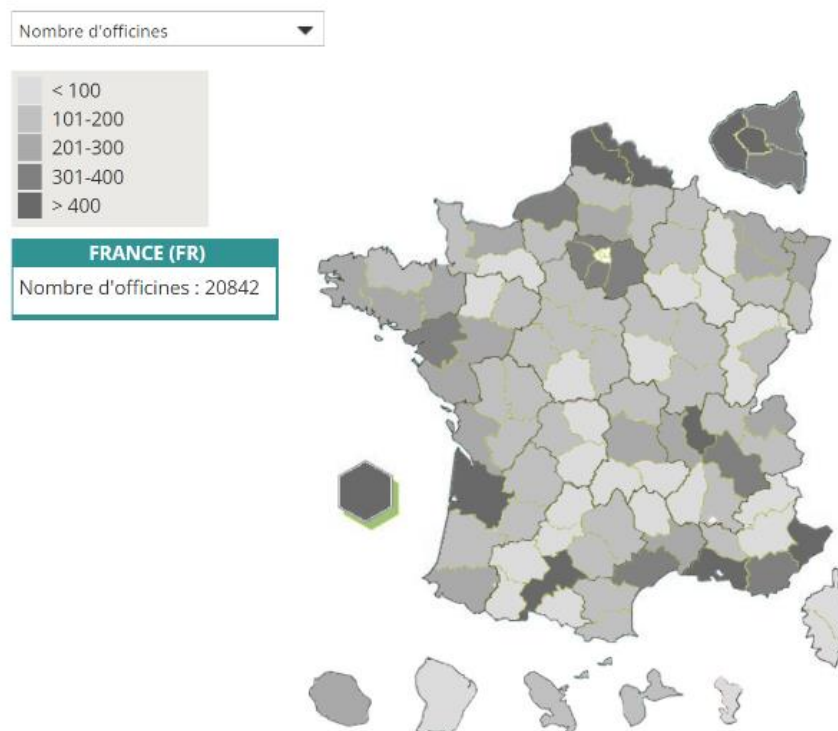 Nombre d'officines
< 100
101-200
201-300
301-400
> 400
FRANCE (FR)
Nombre d'officines : 20842